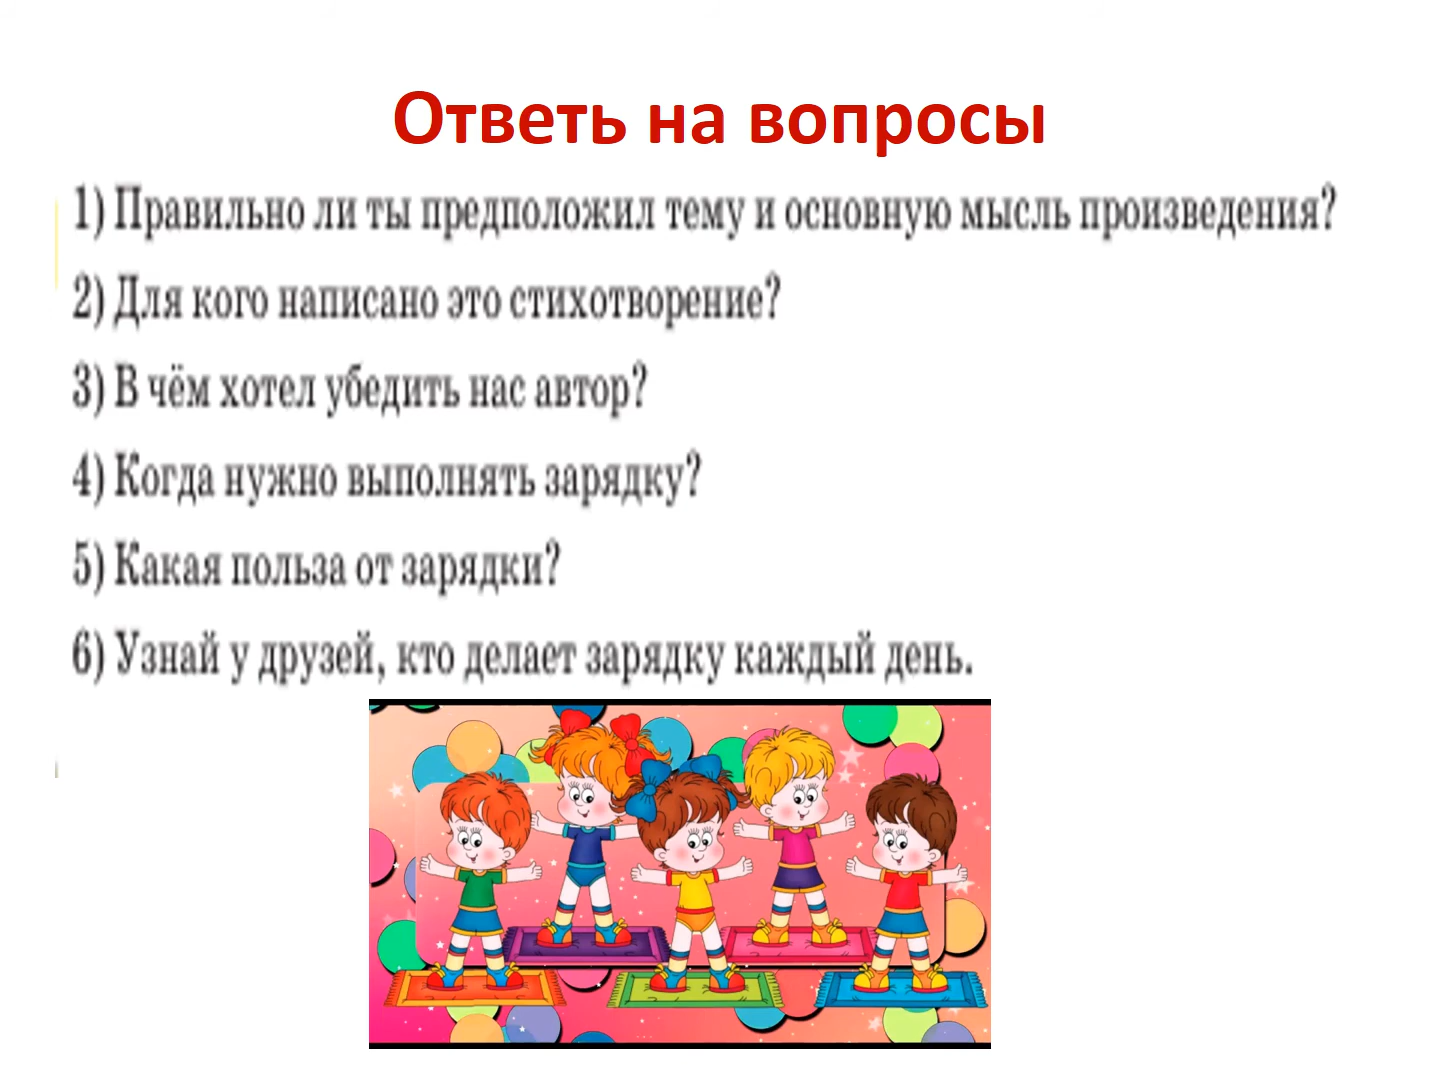 Ответь на вопросы
1) Правильно ли ты предположил тему и основную мысль произведения?
2) Для кого написано это стихотворение?
3) В чём хотел убедить нас автор?
4) Когда нужно выполнять зарядку?
5) Какая польза от зарядки?
6) Узнай у друзей, кто делает зарядку каждый день.